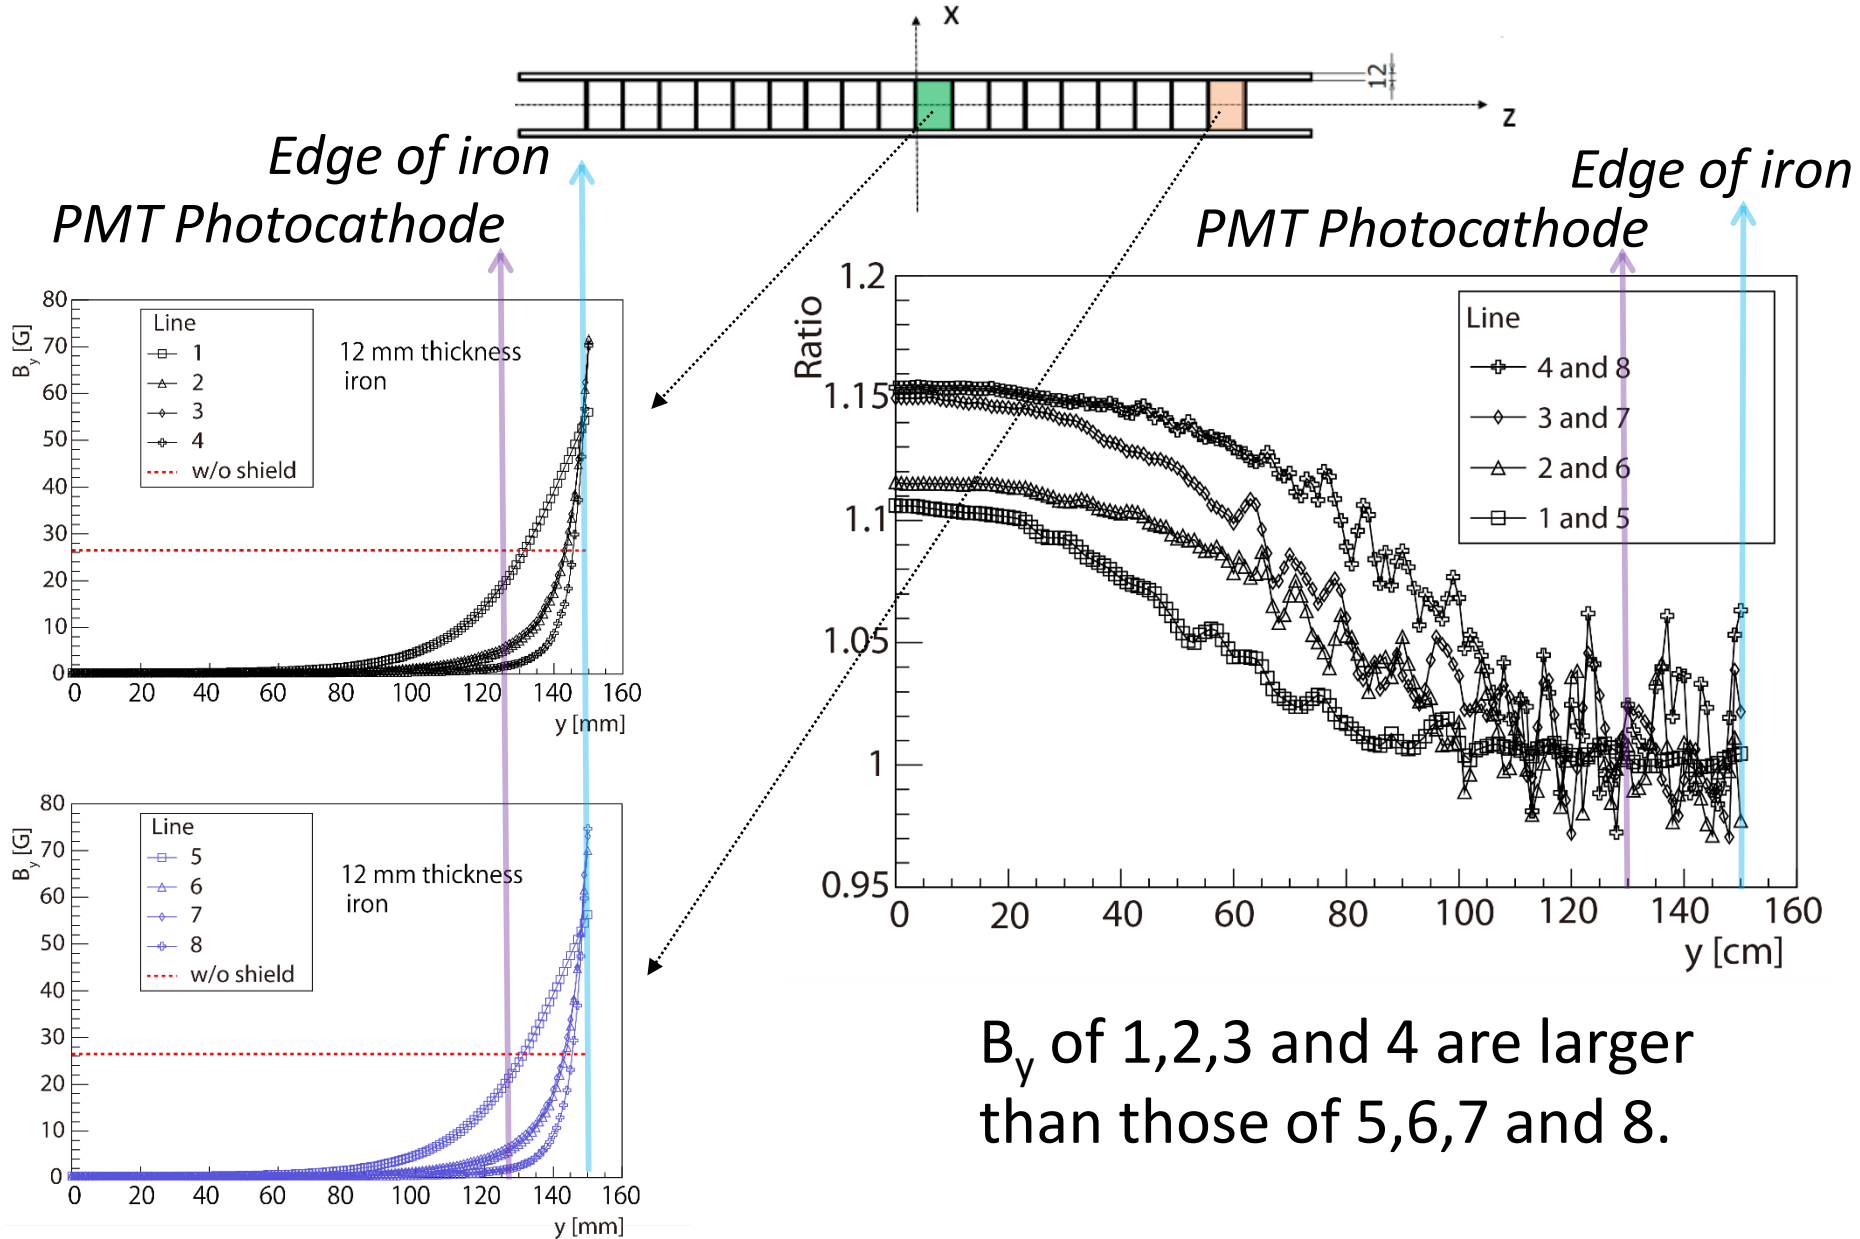 x
12
z
Edge of iron
PMT Photocathode
Edge of iron
PMT Photocathode
80
70
60
50
40
30
20
10
0
B_y [G]
Line
1
2
3
4
w/o shield
12 mm thickness
iron
0 20 40 60 80 100 120 140 160
y [mm]
80
70
60
50
40
30
20
10
0
B_y [G]
Line
5
6
7
8
w/o shield
12 mm thickness
iron
0 20 40 60 80 100 120 140 160
y [mm]
Ratio
1.2
1.15
1.1
1.05
1
0.95
Line
4 and 8
3 and 7
2 and 6
1 and 5
0 20 40 60 80 100 120 140 160
y [cm]
B_y of 1,2,3 and 4 are larger
than those of 5,6,7 and 8.